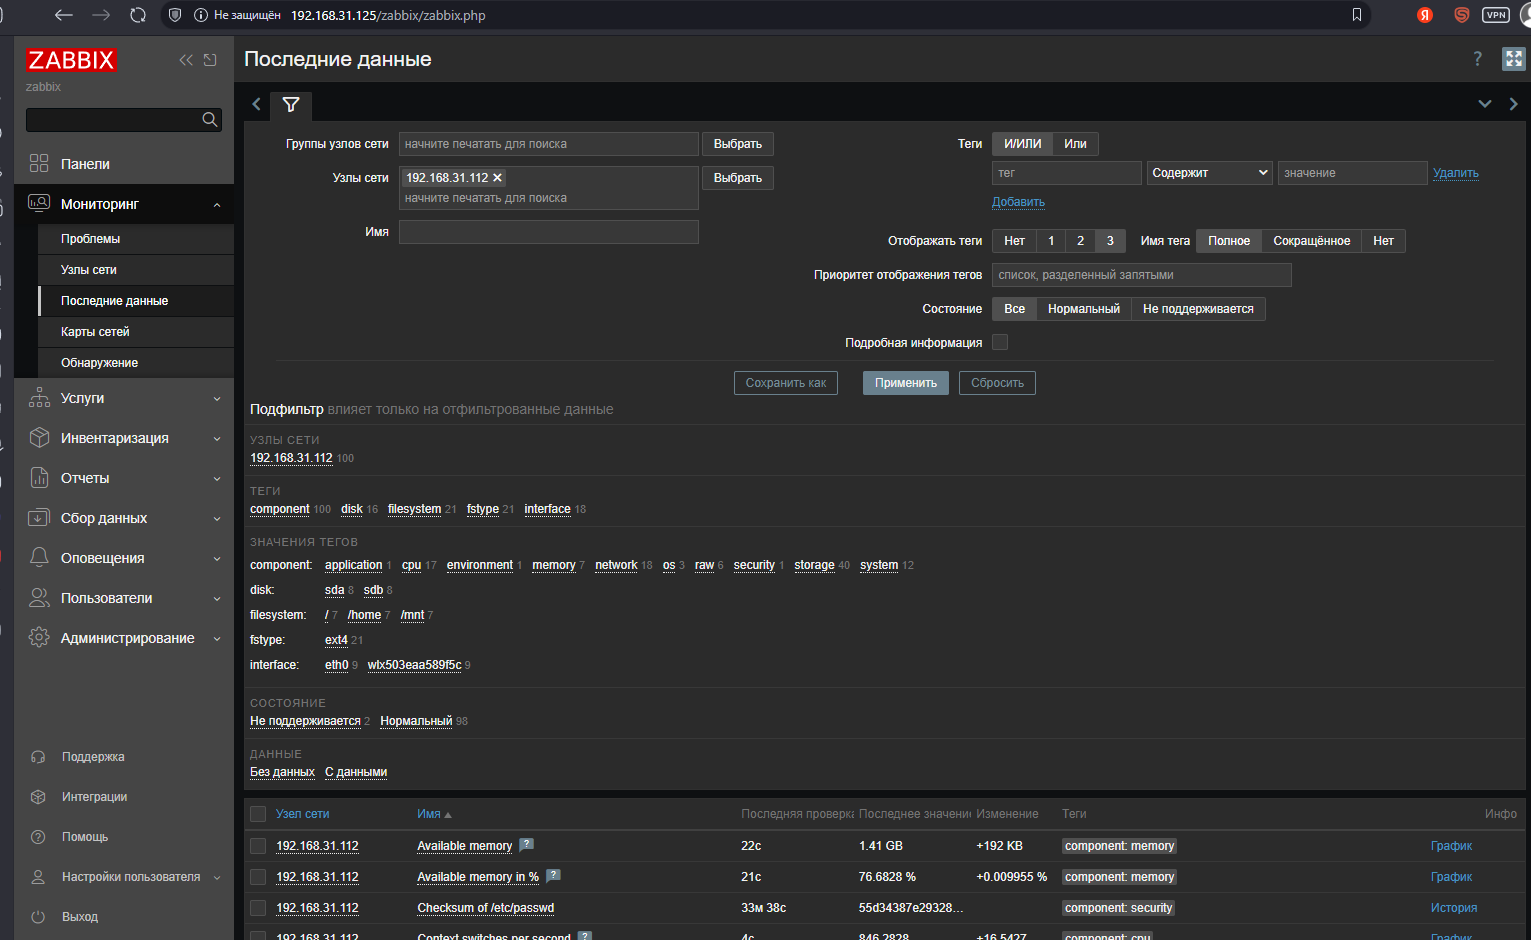 Не защищён 192.168.31.125/zabbix/zabbix.php
Я S VPN
ZABBIX
zabbix
Панели
Мониторинг
Проблемы
Узлы сети
Последние данные
Карты сетей
Обнаружение
Услуги
Инвентаризация
Отчеты
Сбор данных
Оповещения
Пользователи
Администрирование
Поддержка
Интеграции
Помощь
Настройки пользователя
Выход
Последние данные ?
Группы узлов сети начните печатать для поиска Выбрать
Узлы сети 192.168.31.112 Выбрать
начните печатать для поиска
Имя
Теги И/ИЛИ Или
тег Содержит значение Удалить
Добавить
Отображать теги Нет 1 2 3 Имя тега Полное Сокращённое Нет
Приоритет отображения тегов список, разделенный запятыми
Состояние Все Нормальный Не поддерживается
Подробная информация
Сохранить как Применить Сбросить
Подфильтр влияет только на отфильтрованные данные
УЗЛЫ СЕТИ
192.168.31.112 100
ТЕГИ
component 100 disk 16 filesystem 21 fstype 21 interface 18
ЗНАЧЕНИЯ ТЕГОВ
component: application 1 cpu 17 environment 1 memory 7 network 18 os 3 raw 6 security 1 storage 40 system 12
disk: sda 8 sdb 8
filesystem: / 7 /home 7 /mnt 7
fstype: ext4 21
interface: eth0 9 wlx503eaa589f5c 9
СОСТОЯНИЕ
Не поддерживается 2 Нормальный 98
ДАННЫЕ
Без данных С данными
Узел сети Имя Последняя проверка Последнее значени Изменение Теги Инфо
192.168.31.112 Available memory ? 22с 1.41 GB +192 KB component: memory График
192.168.31.112 Available memory in % ? 21с 76.6828 % +0.009955 % component: memory График
192.168.31.112 Checksum of /etc/passwd 33м 38с 55d34387e29328... component: security История
192.168.31.112 Context switches per second ? 4с 846.2828 +16.5427 component: cpu График